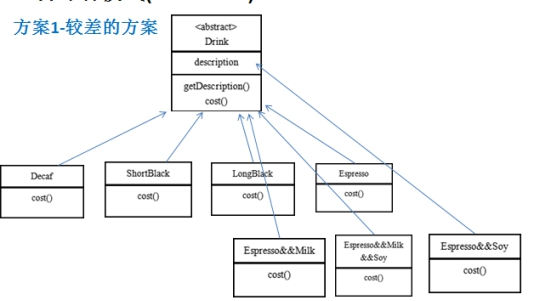 方案1-较差的方案
<abstract>
Drink
description
getDescription()
cost()
Decaf
cost()
ShortBlack
cost()
LongBlack
cost()
Espresso
cost()
Espresso&&Milk
cost()
Espresso&&Milk
&&Soy
cost()
Espresso&&Soy
cost()